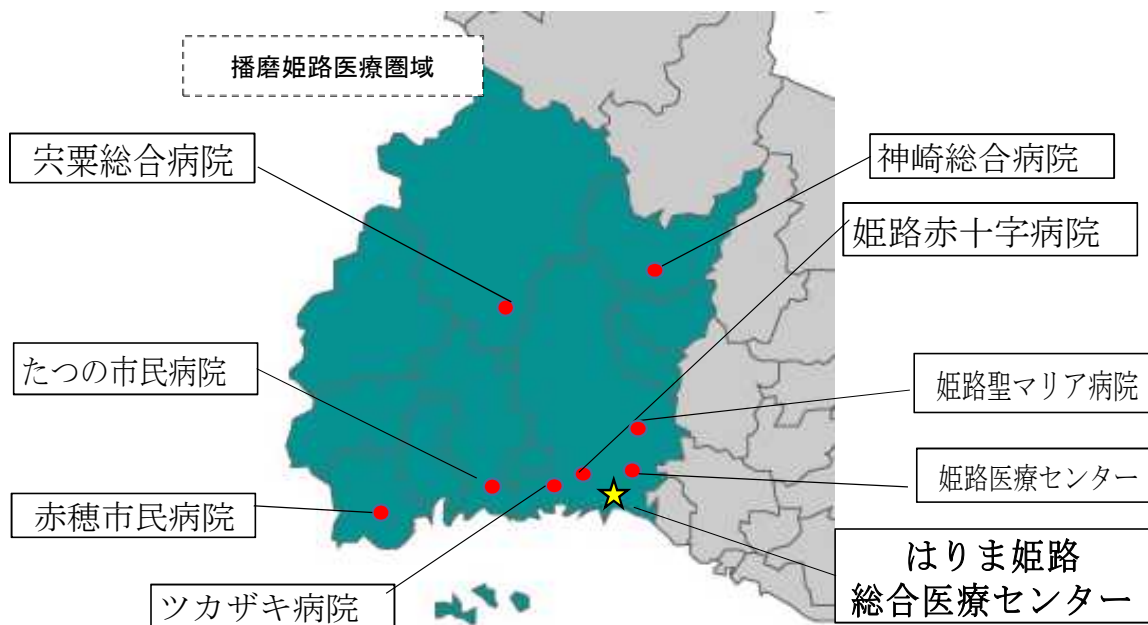 播磨姫路医療圏域
宍粟総合病院
神崎総合病院
姫路赤十字病院
たつの市民病院
姫路聖マリア病院
姫路医療センター
赤穂市民病院
はりま姫路
総合医療センター
ツカザキ病院